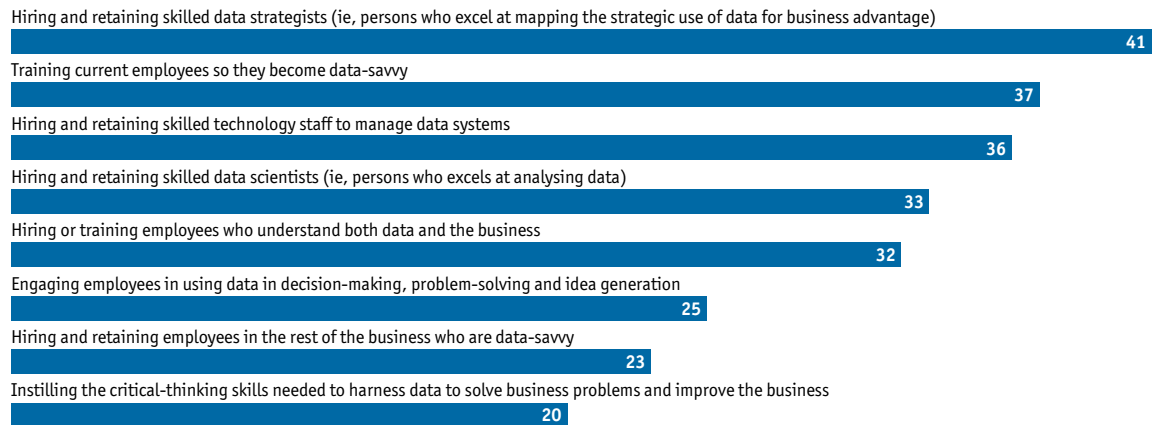 Hiring and retaining skilled data strategists (ie, persons who excel at mapping the strategic use of data for business advantage)
41
Training current employees so they become data-savvy
37
Hiring and retaining skilled technology staff to manage data systems
36
Hiring and retaining skilled data scientists (ie, persons who excels at analysing data)
33
Hiring or training employees who understand both data and the business
32
Engaging employees in using data in decision-making, problem-solving and idea generation
25
Hiring and retaining employees in the rest of the business who are data-savvy
23
Instilling the critical-thinking skills needed to harness data to solve business problems and improve the business
20